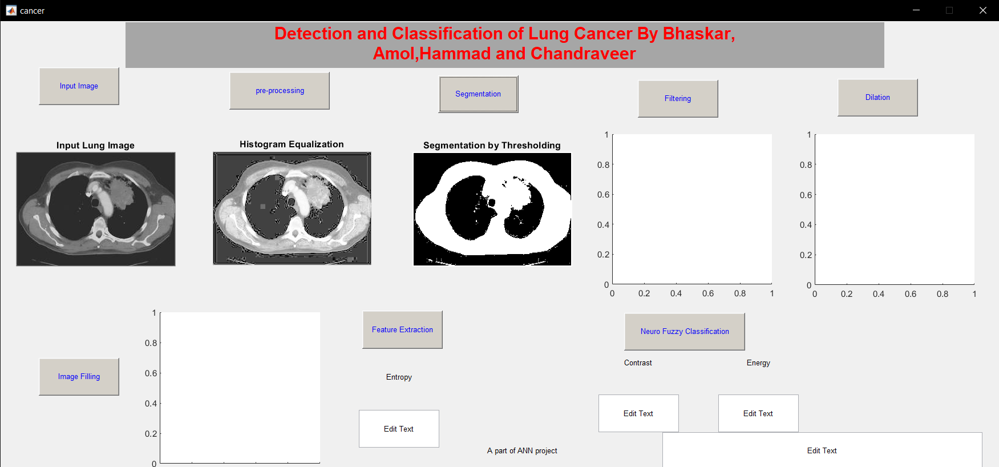 cancer
Detection and Classification of Lung Cancer By Bhaskar,
Amol,Hammad and Chandraveer
Input Image
pre-processing
Segmentation
Filtering
Dilation
Input Lung Image
Histogram Equalization
Segmentation by Thresholding
1
0.8
0.6
0.4
0.2
0
0 0.2 0.4 0.6 0.8 1
1
0.8
0.6
0.4
0.2
0
0 0.2 0.4 0.6 0.8 1
Image Filling
1
0.8
0.6
0.4
0.2
0
Feature Extraction
Entropy
Edit Text
A part of ANN project
Neuro Fuzzy Classification
Contrast
Energy
Edit Text
Edit Text
Edit Text